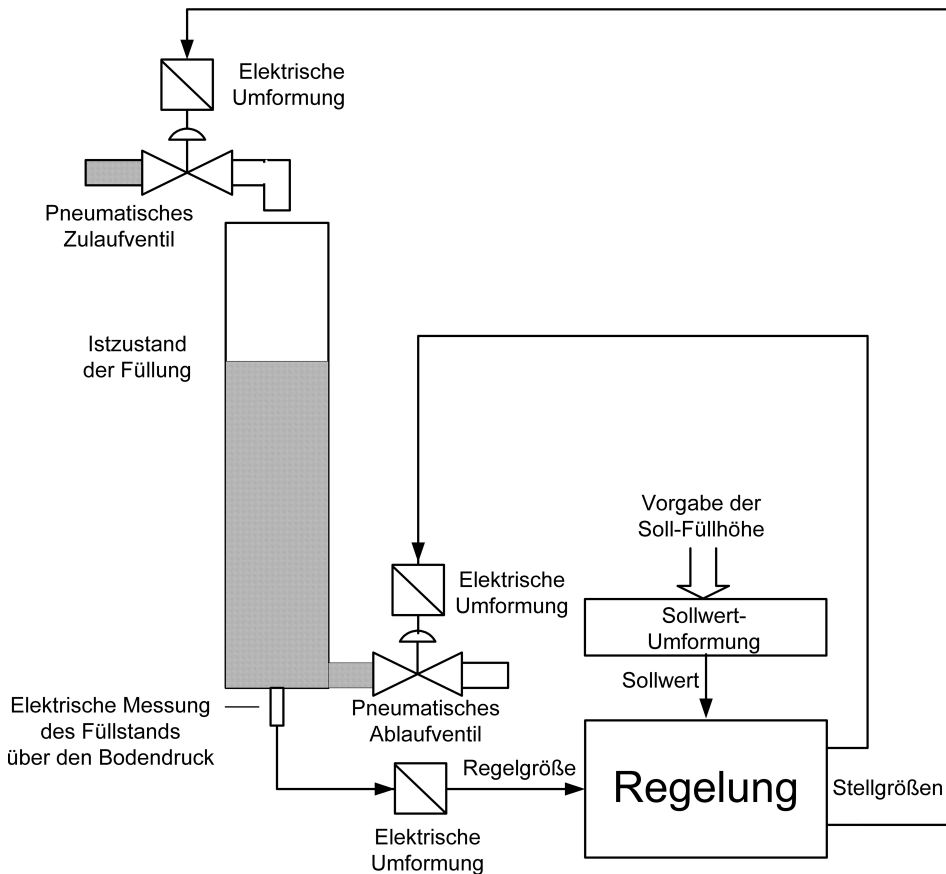 Elektrische
Umformung
Pneumatisches
Zulaufventil
Istzustand
der Füllung
Vorgabe der
Soll-Füllhöhe
Elektrische
Umformung
Sollwert-
Umformung
Sollwert
Elektrische Messung
des Füllstands
über den Bodendruck
Pneumatisches
Ablaufventil
Regelgröße
Regelung
Stellgrößen
Elektrische
Umformung